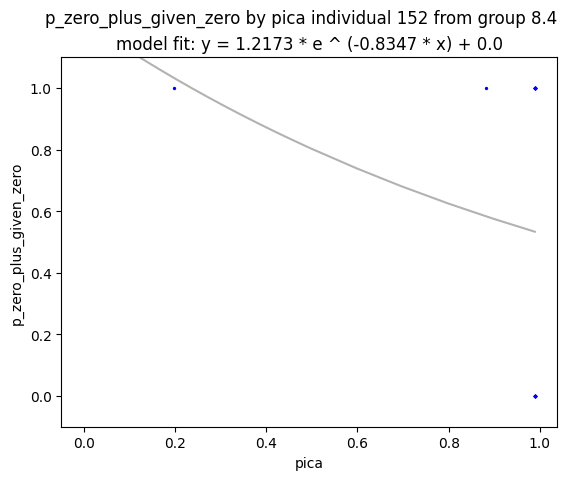 p_zero_plus_given_zero by pica individual 152 from group 8.4
model fit: y = 1.2173 * e ^ (-0.8347 * x) + 0.0
1.0
0.8
0.6
0.4
0.2
0.0
p_zero_plus_given_zero
0.0 0.2 0.4 0.6 0.8 1.0
pica